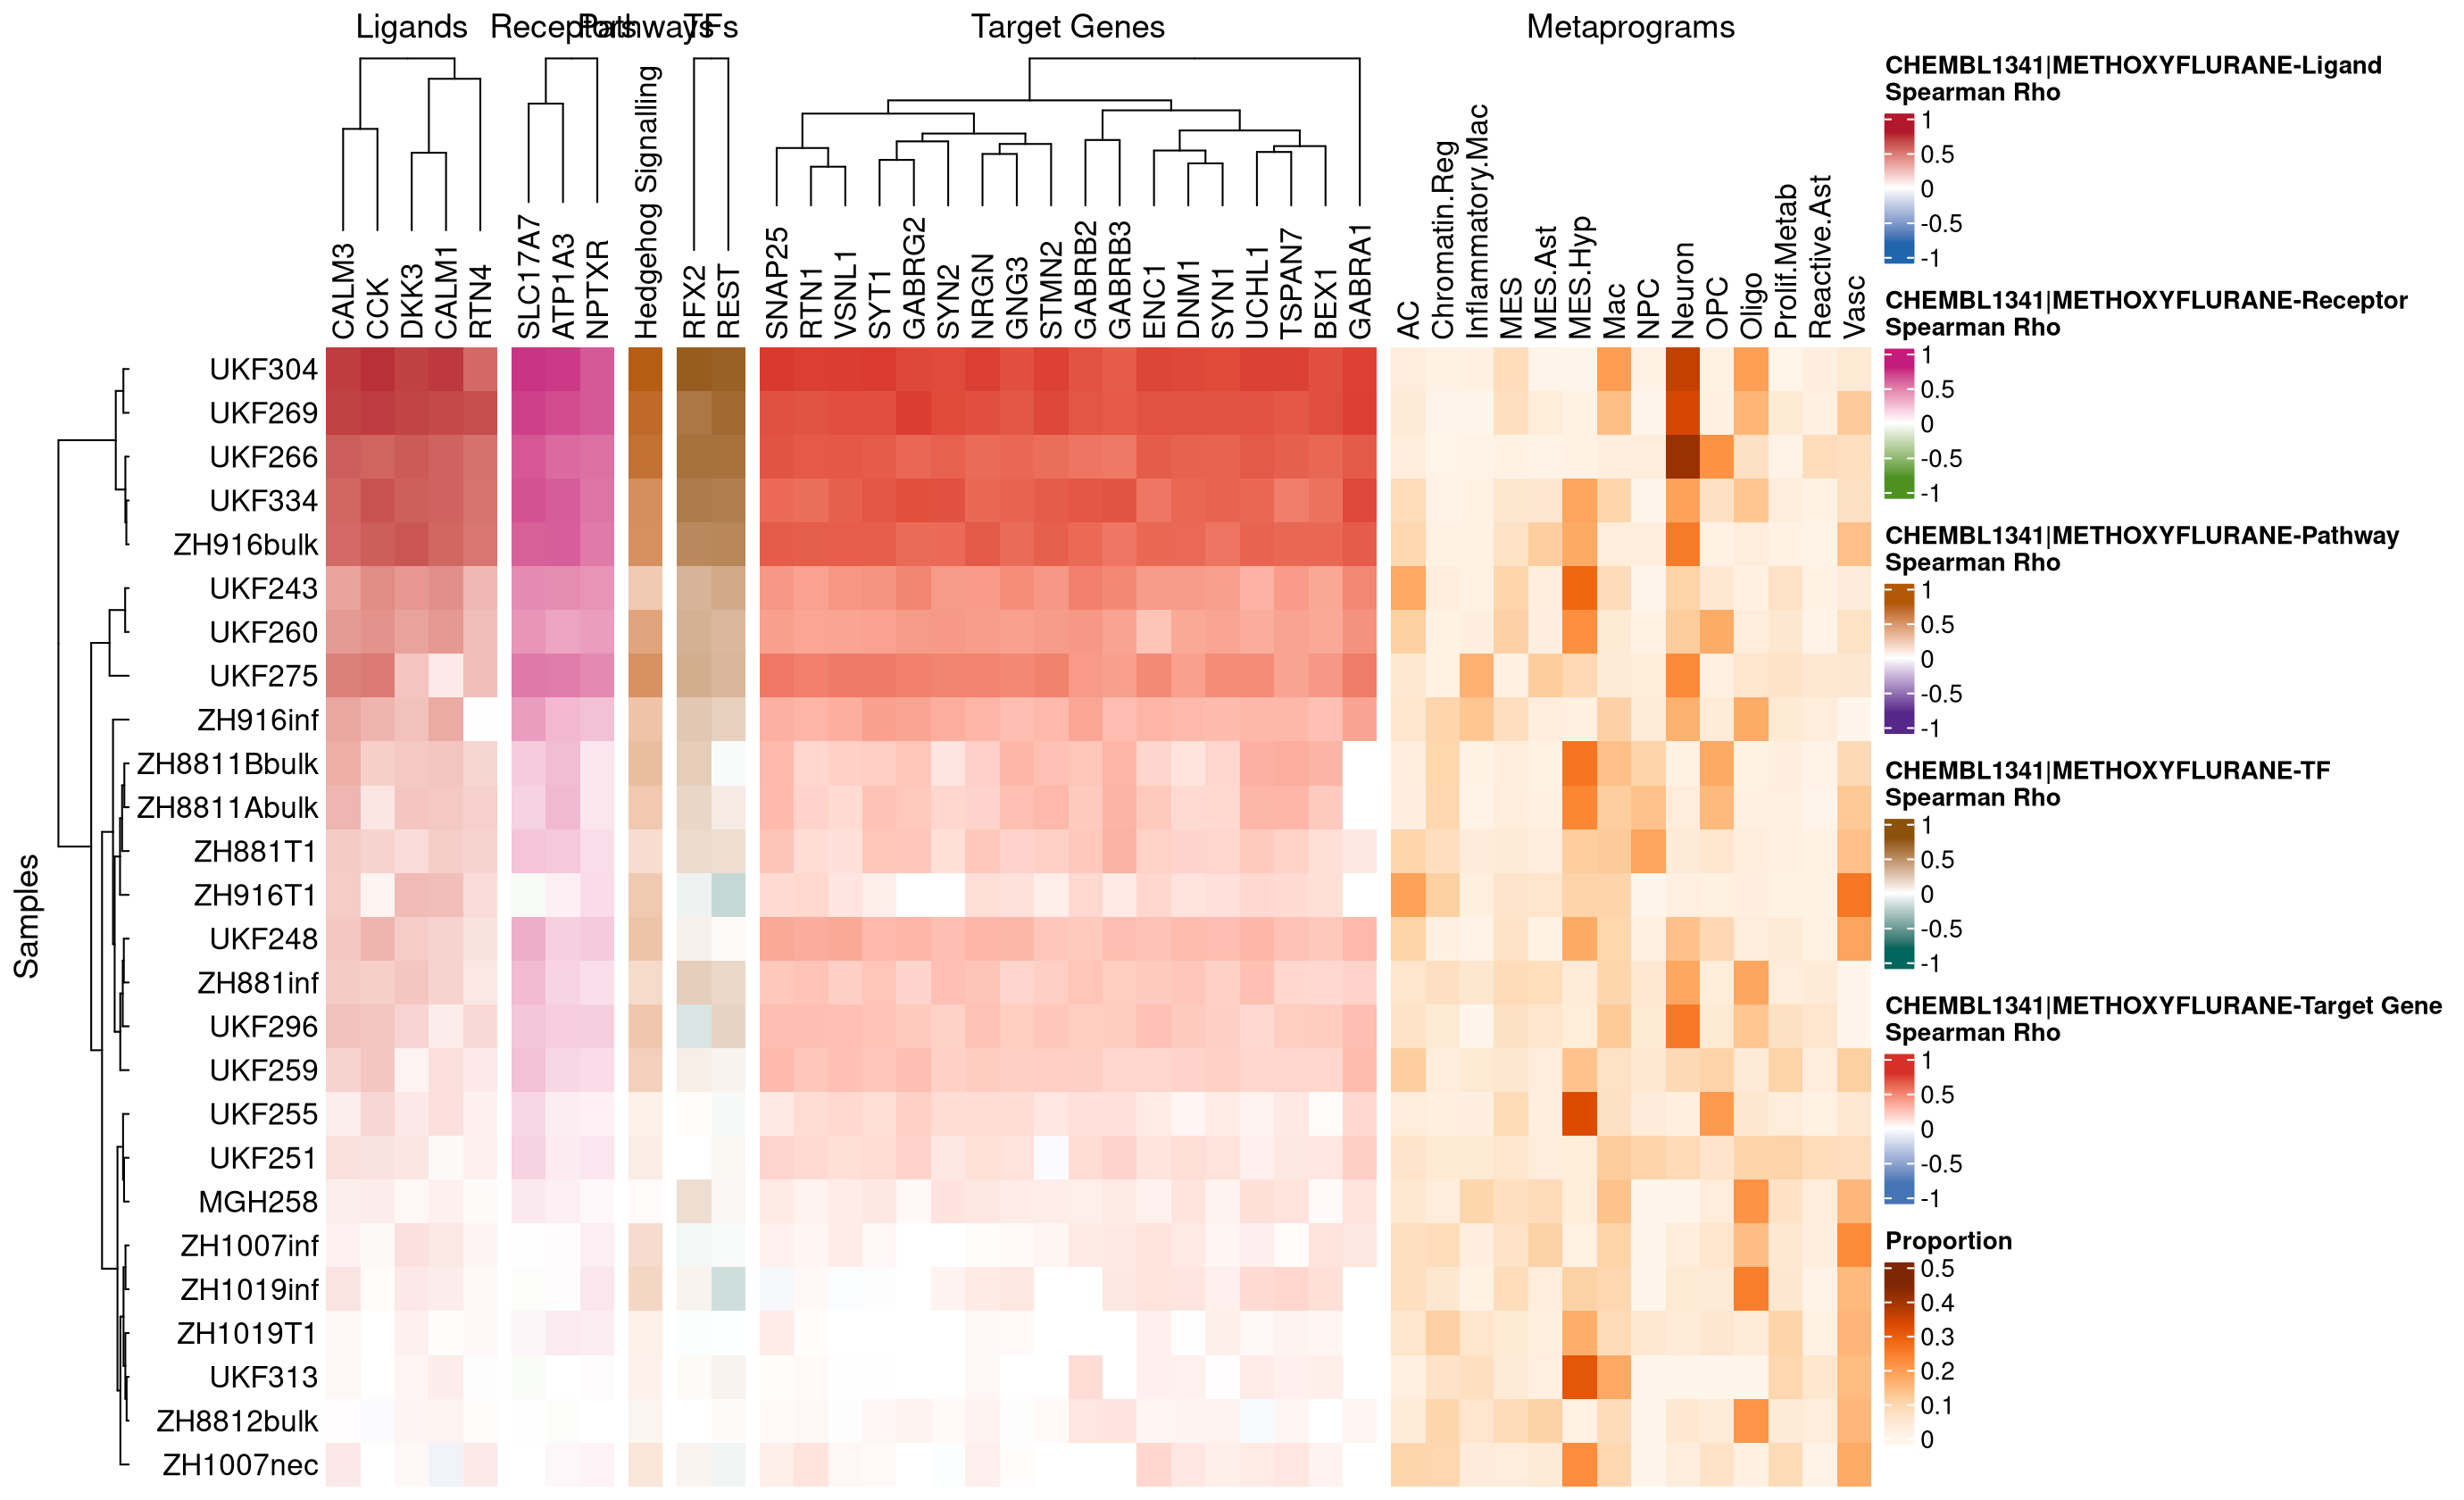 Ligands
Receptors
Pathways
TFs
Target Genes
Metaprograms
CALM3
CCK
DKK3
CALM1
RTN4
SLC17A7
ATP1A3
NPTXR
Hedgehog Signalling
RFX2
REST
SNAP25
RTN1
VSNL1
SYT1
GABRG2
SYN2
NRGN
GNG3
STMN2
GABRB2
GABRB3
ENC1
DNM1
SYN1
UCHL1
TSPAN7
BEX1
GABRA1
AC
Chromatin.Reg
Inflammatory.Mac
MES
MES.Ast
MES.Hyp
Mac
NPC
Neuron
OPC
Oligo
Prolif.Metab
Reactive.Ast
Vasc
Samples
UKF304
UKF269
UKF266
UKF334
ZH916bulk
UKF243
UKF260
UKF275
ZH916inf
ZH8811Bbulk
ZH8811Abulk
ZH881T1
ZH916T1
UKF248
ZH881inf
UKF296
UKF259
UKF255
UKF251
MGH258
ZH1007inf
ZH1019inf
ZH1019T1
UKF313
ZH8812bulk
ZH1007nec
CHEMBL1341|METHOXYFLURANE-Ligand
Spearman Rho
1
0.5
0
-0.5
-1
CHEMBL1341|METHOXYFLURANE-Receptor
Spearman Rho
1
0.5
0
-0.5
-1
CHEMBL1341|METHOXYFLURANE-Pathway
Spearman Rho
1
0.5
0
-0.5
-1
CHEMBL1341|METHOXYFLURANE-TF
Spearman Rho
1
0.5
0
-0.5
-1
CHEMBL1341|METHOXYFLURANE-Target Gene
Spearman Rho
1
0.5
0
-0.5
-1
Proportion
0.5
0.4
0.3
0.2
0.1
0